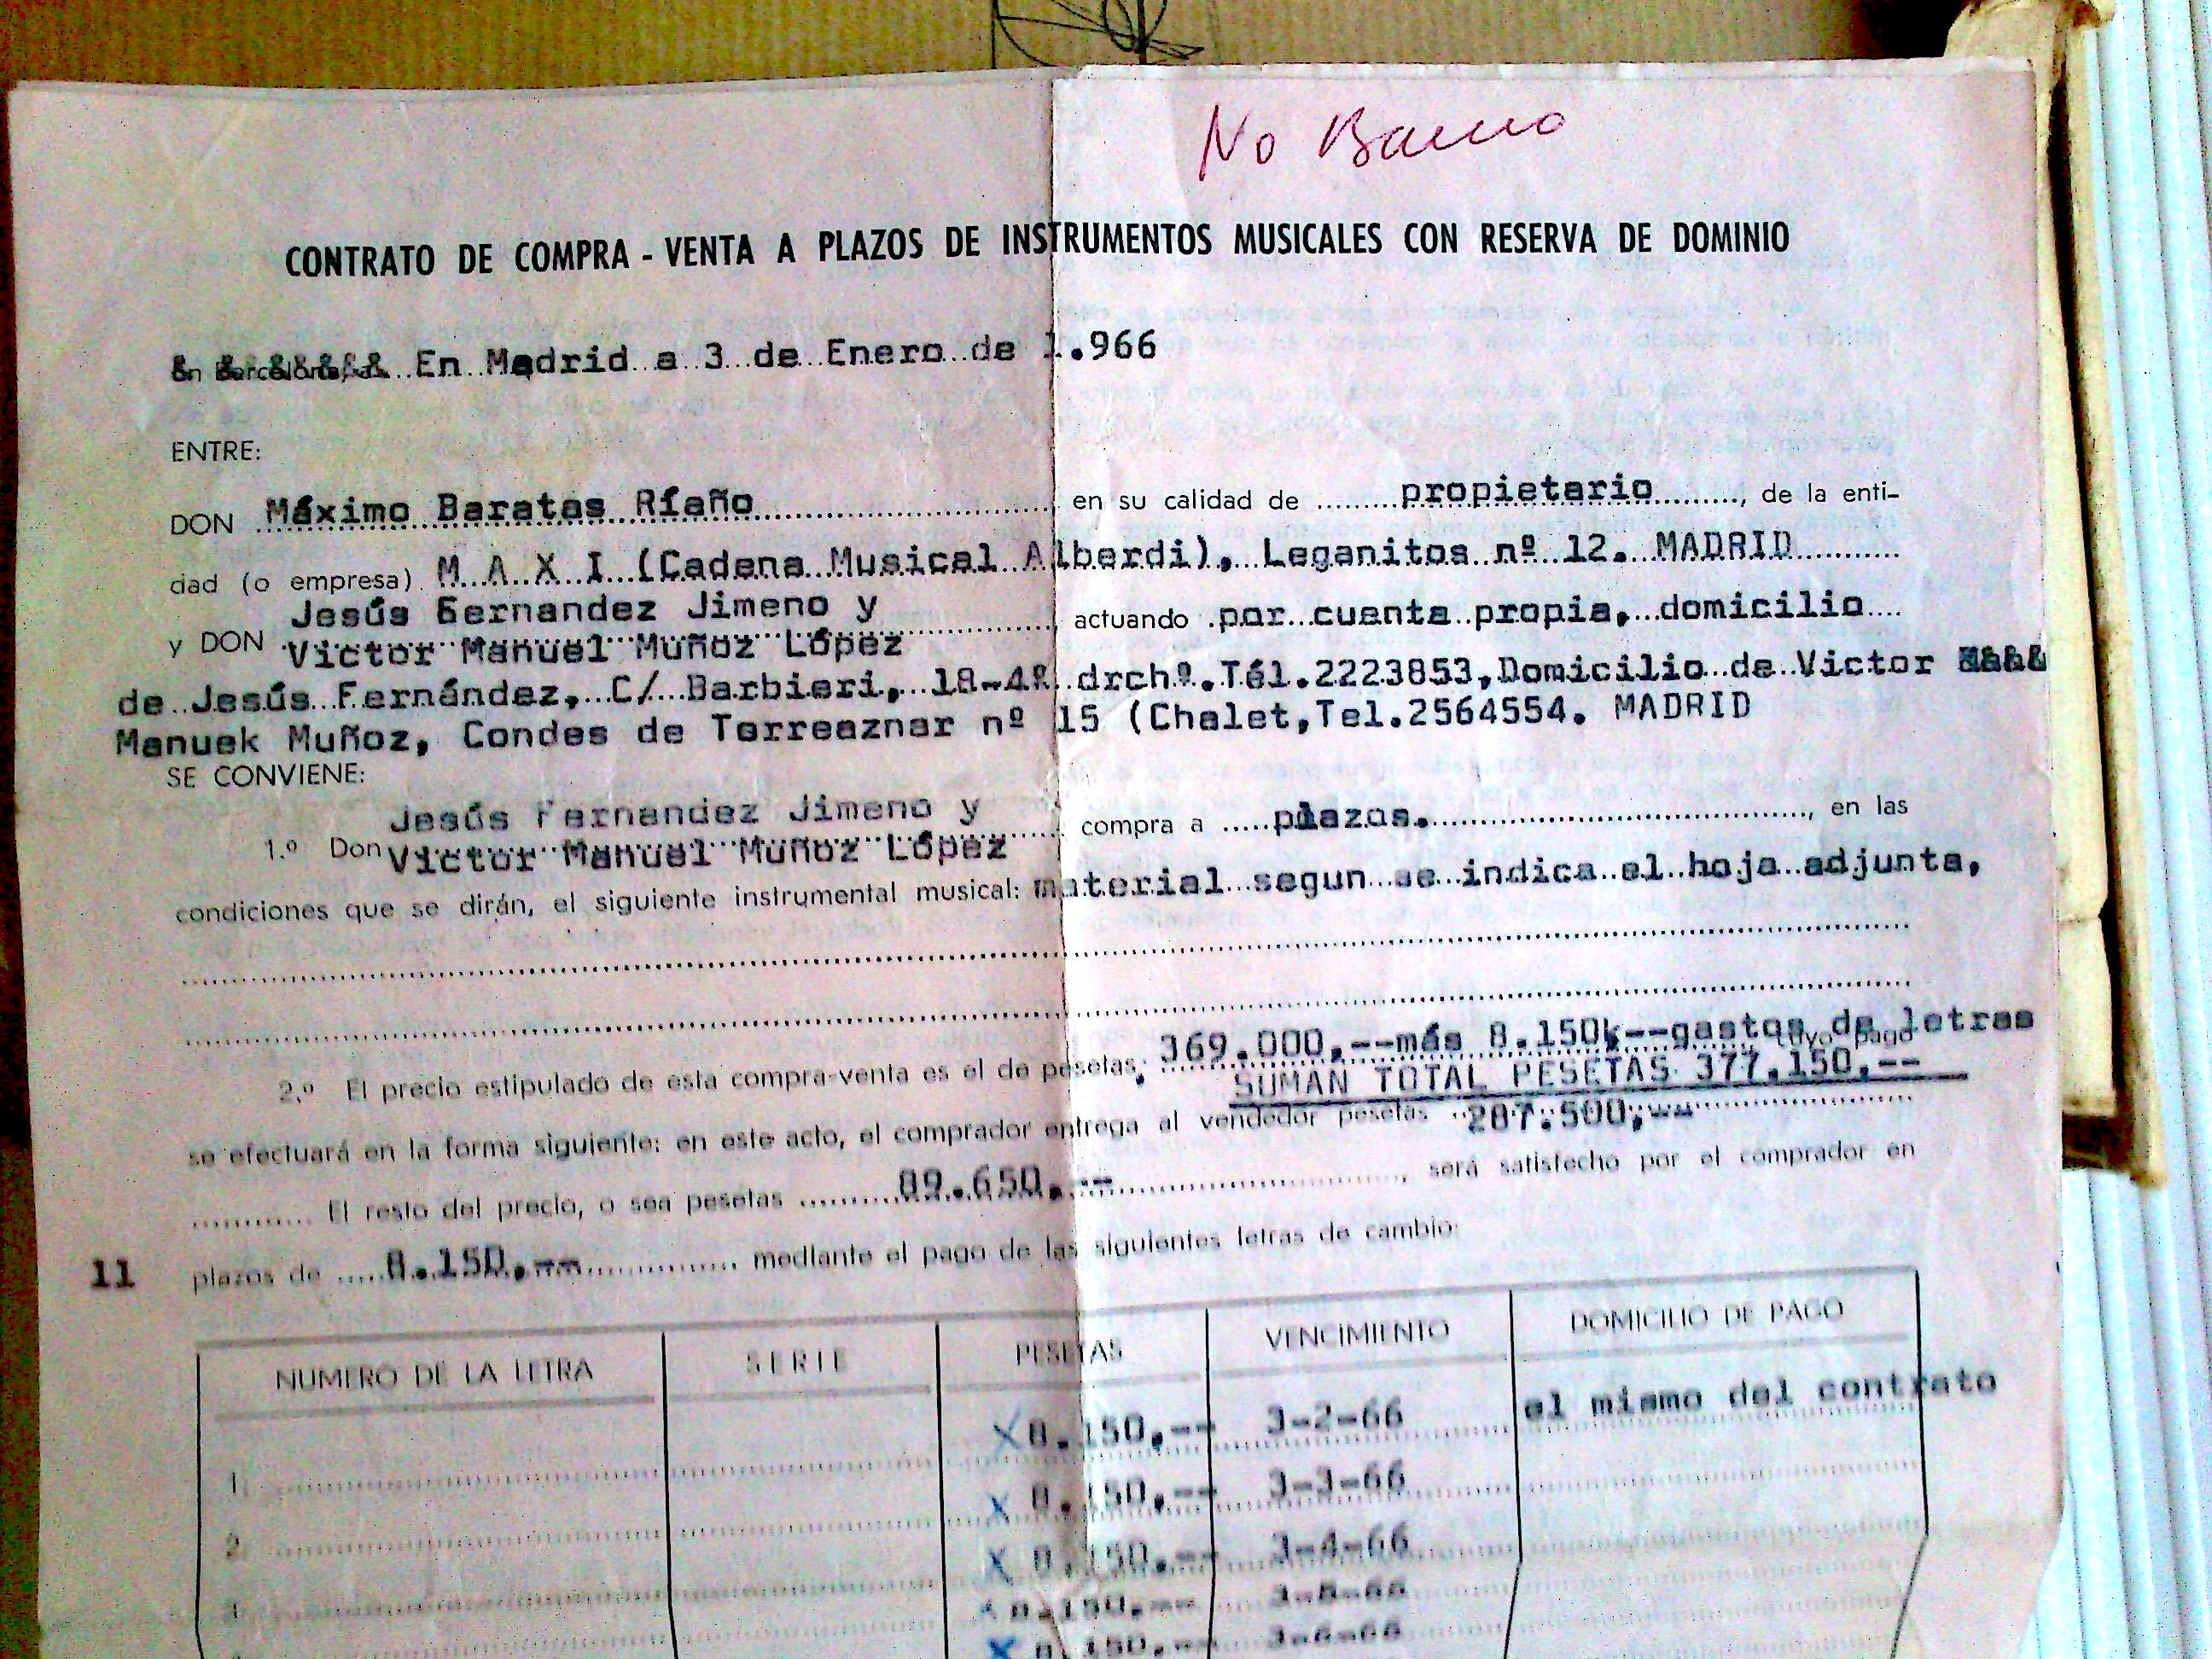 No
CONTRATO DE COMPRA - VENTA A PLAZOS DE INSTRUMENTOS MUSICALES CON RESERVA DE DOMINIO
En Barcelona, a En Madrid a 3 de Enero de 1.966
ENTRE:
DON Máximo Baratas Ríaño en su calidad de propietario, de la enti-
dad (o empresa) M A X I (Cadena Musical Alberdi), Leganitos nº 12. MADRID
Jesús Fernandez Jimeno y
y DON Victor Manuel Muñoz López actuando por cuenta propia, domicilio
de Jesús Fernández, C/ Barbieri, 18-4º drchª.Tél.2223853,Domicilio de Victor
Manuek Muñoz, Condes de Torreaznar nº 15 (Chalet,Tel.2564554. MADRID
SE CONVIENE:
Jesús Fernandez Jimeno y
1.º Don Victor Manuel Muñoz López compra a plazos., en las
condiciones que se dirán, el siguiente instrumental musical: material segun se indica el hoja adjunta,
2.º El precio estipulado de esta compra-venta es el de pesetas, 369.000,--más 8.150k--gastos de letras cuyo pago
SUMAN TOTAL PESETAS 377.150,--
se efectuará en la forma siguiente: en este acto, el comprador entrega al vendedor pesetas 287.500,--
El resto del precio, o sea pesetas 89.650,--, será satisfecho por el comprador en
11 plazos de 8.150,-- mediante el pago de las siguientes letras de cambio:
NUMERO DE LA LETRA SERIE PESETAS VENCIMIENTO DOMICILIO DE PAGO
1. X 8.150,-- 3-2-66 el mismo del contrato
2. X 8.150,-- 3-3-66
3. X 8.150,-- 3-4-66
X 8.150,--
X 8.150,-- 3-6-66